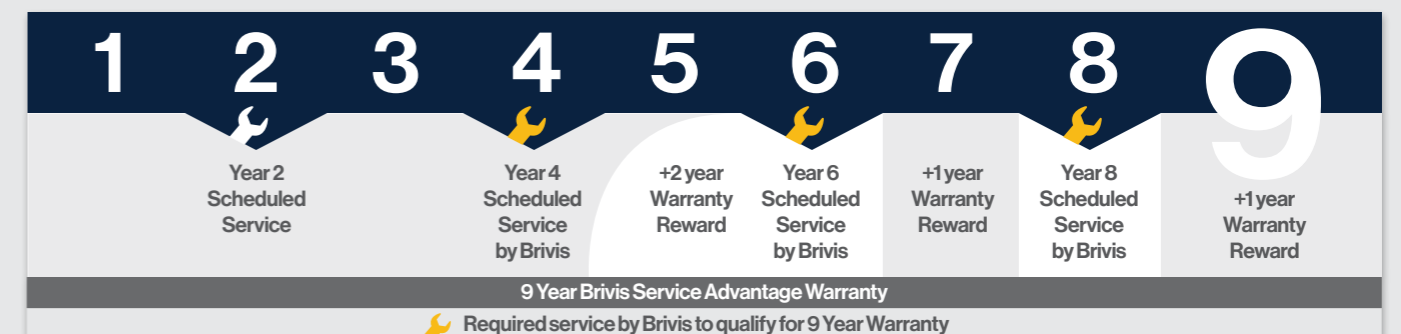 1 2 3 4 5 6 7 8 9
Year 2
Scheduled
Service
Year 4
Scheduled
Service
by Brivis
+2 year
Warranty
Reward
Year 6
Scheduled
Service
by Brivis
+1 year
Warranty
Reward
Year 8
Scheduled
Service
by Brivis
+1 year
Warranty
Reward
9 Year Brivis Service Advantage Warranty
Required service by Brivis to qualify for 9 Year Warranty